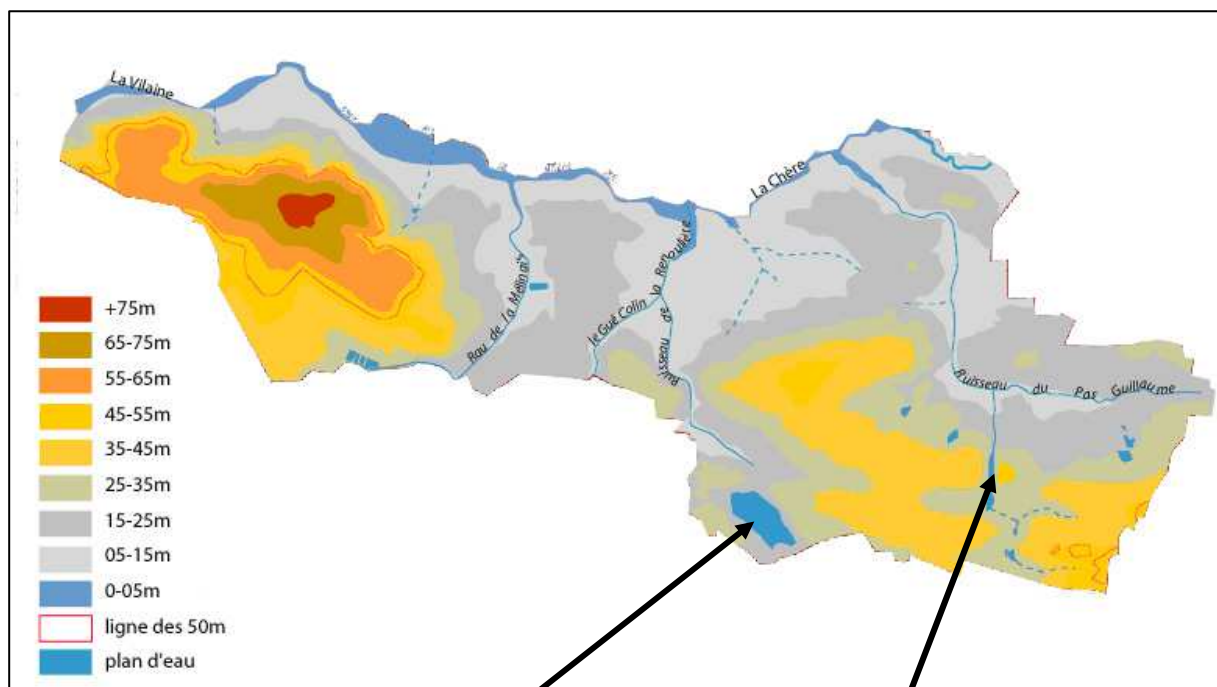 La Vilaine
La Chère
Rau de la Mélinais
le Gué Colin
Ruisseau de la Renoulière
Ruisseau du Pas Guillaume
+75m
65-75m
55-65m
45-55m
35-45m
25-35m
15-25m
05-15m
0-05m
ligne des 50m
plan d'eau